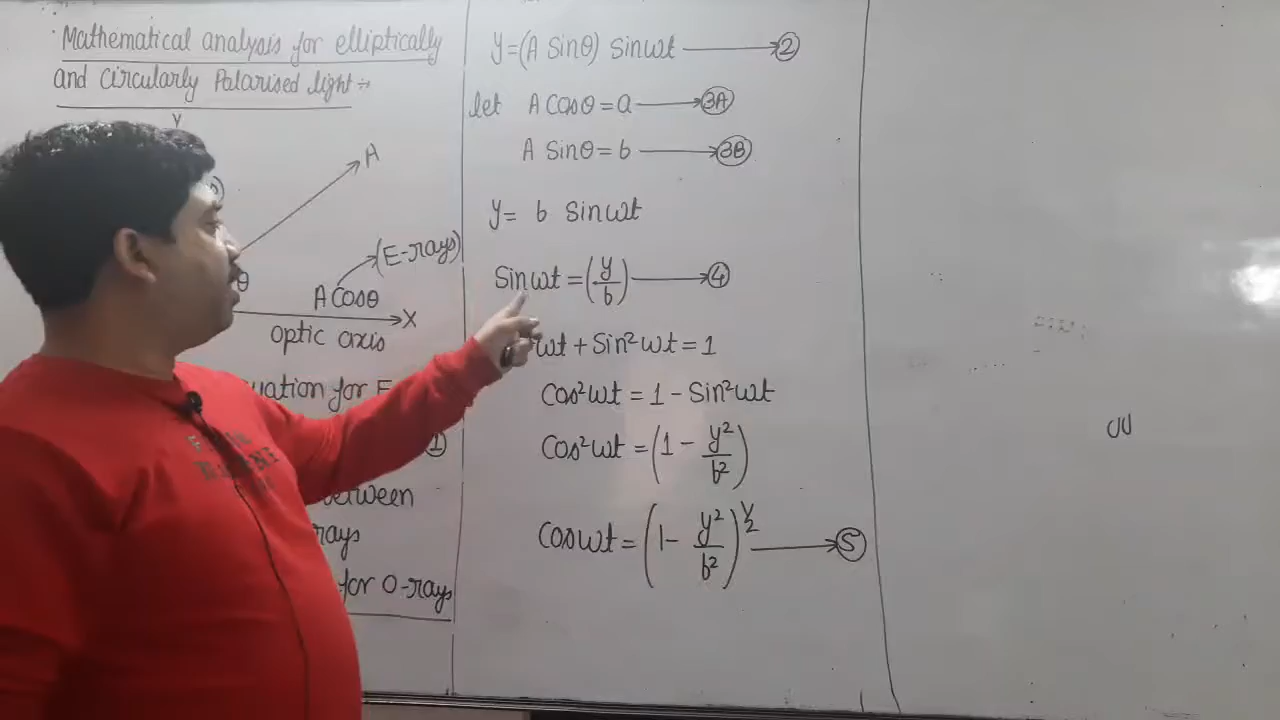 Mathematical analysis for elliptically
and Circularly Polarised light :-
Y
A
θ
(E-rays)
A Cosθ
X
optic axis
for E
①
between
rays
for O-rays
Y=(A Sinθ) Sinωt ②
let A Cosθ = a 3A
A Sinθ = b 3B
Y= b Sinωt
Sinωt = (y/b) ④
ωt + Sin²ωt = 1
Cos²ωt = 1 - Sin²ωt
Cos²ωt = (1 - y²/b²)
Cosωt = (1 - y²/b²)^1/2 ⑤